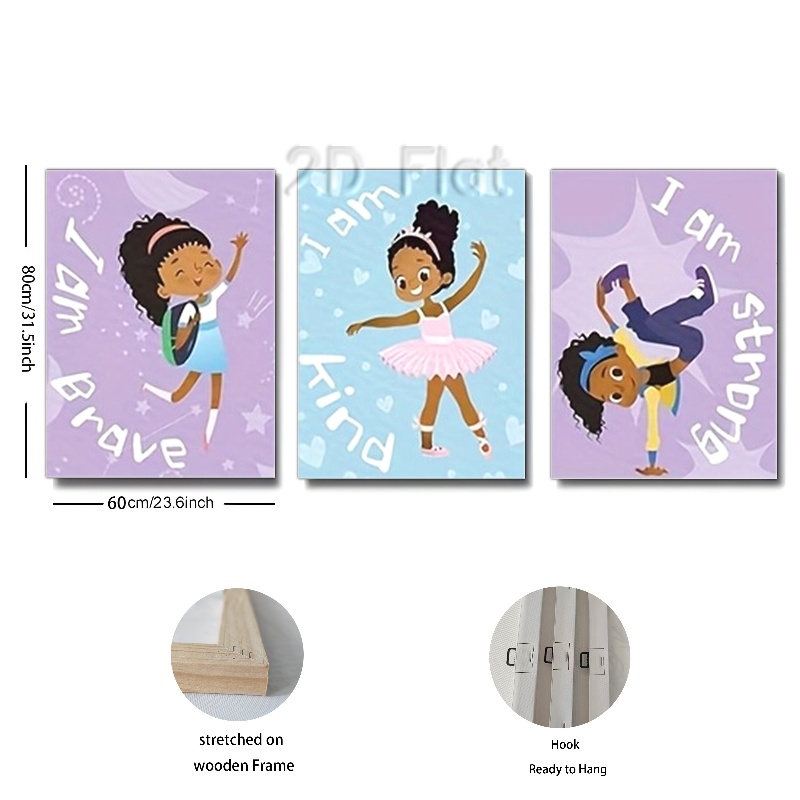 2D Flat
80cm/31.5inch
I am
Brave
I am
kind
I am
strong
60cm/23.6inch
stretched on
wooden Frame
Hook
Ready to Hang